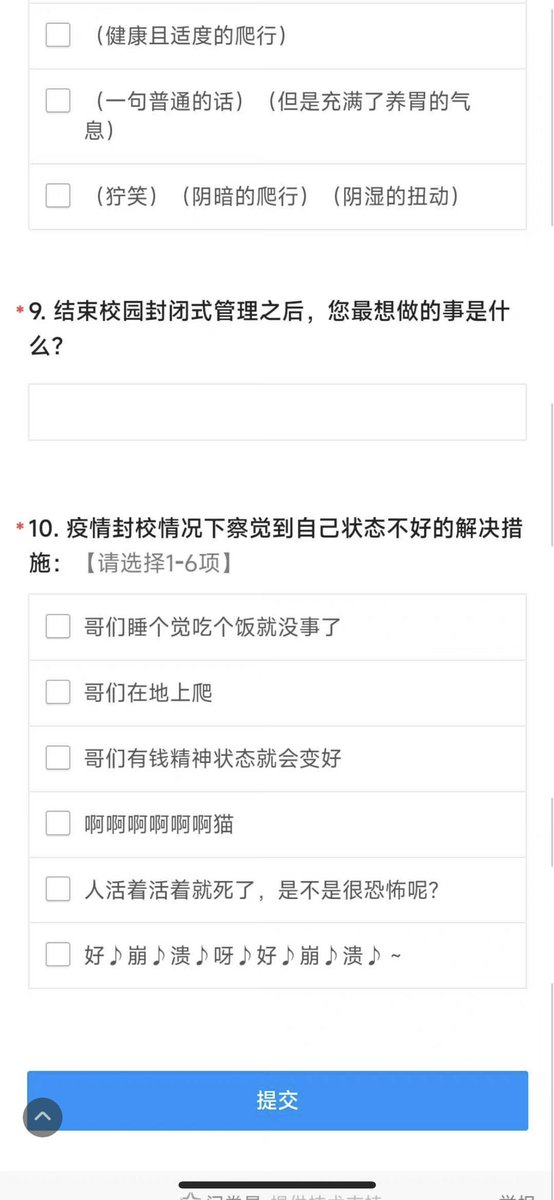 （健康且适度的爬行）
（一句普通的话）（但是充满了养胃的气
息）
（狞笑）（阴暗的爬行）（阴湿的扭动）
*9. 结束校园封闭式管理之后，您最想做的事是什
么？
*10. 疫情封校情况下察觉到自己状态不好的解决措
施：【请选择1-6项】
哥们睡个觉吃个饭就没事了
哥们在地上爬
哥们有钱精神状态就会变好
啊啊啊啊啊啊猫
人活着活着就死了，是不是很恐怖呢？
好♪崩♪溃♪呀♪好♪崩♪溃♪~
提交